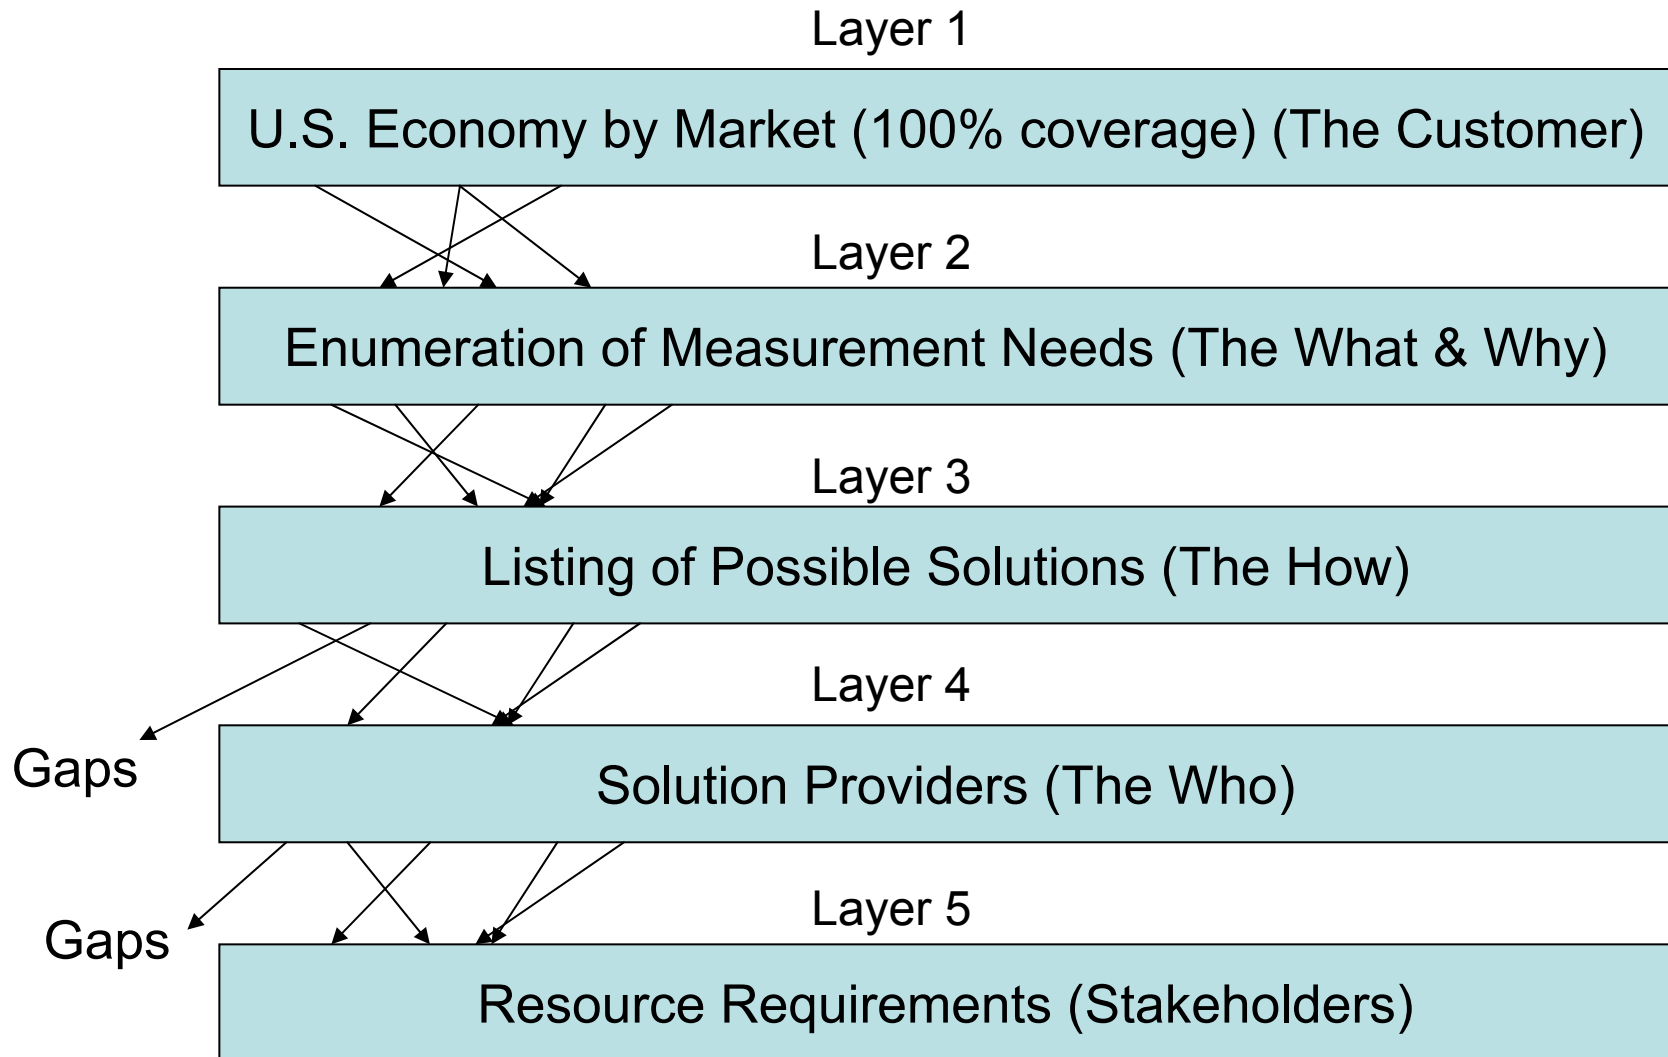 Layer 1
U.S. Economy by Market (100% coverage) (The Customer)
Layer 2
Enumeration of Measurement Needs (The What & Why)
Layer 3
Listing of Possible Solutions (The How)
Layer 4
Gaps
Solution Providers (The Who)
Layer 5
Gaps
Resource Requirements (Stakeholders)